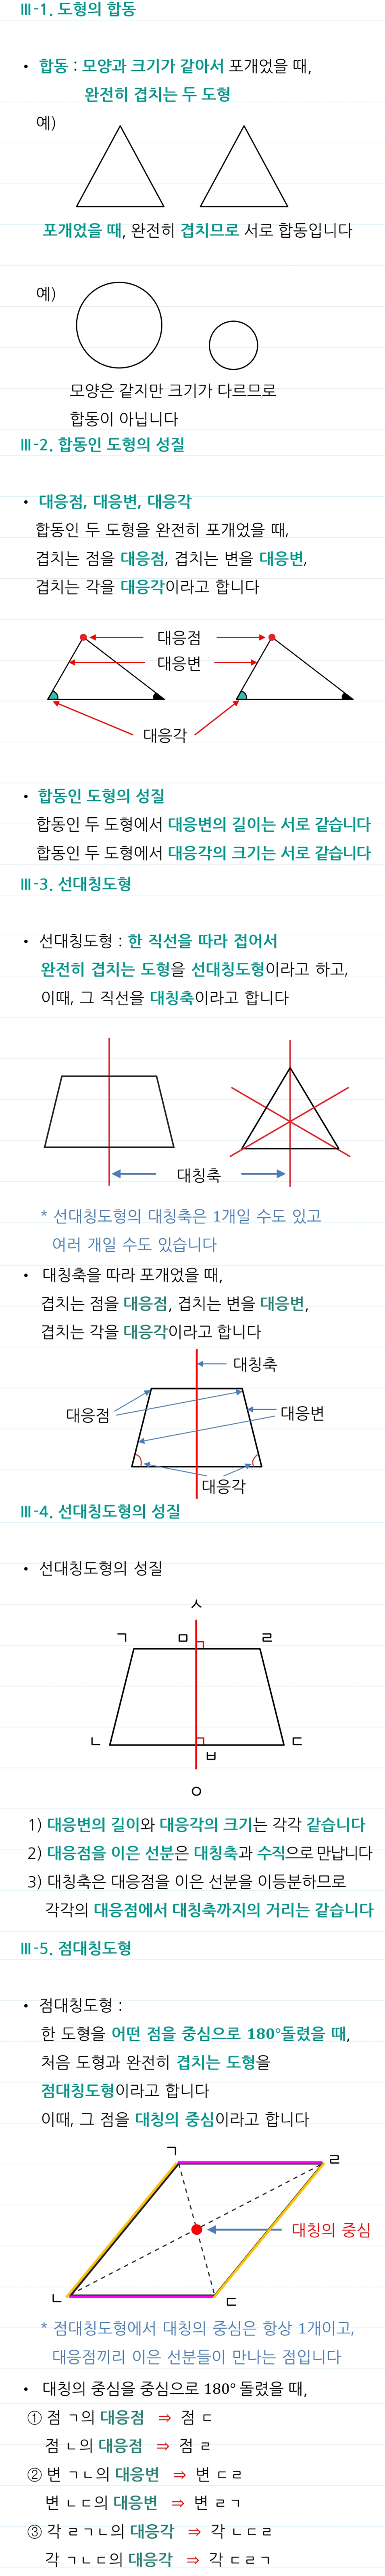 Ⅲ-1. 도형의 합동
• 합동 : 모양과 크기가 같아서 포개었을 때,
완전히 겹치는 두 도형
예)
포개었을 때, 완전히 겹치므로 서로 합동입니다
예)
모양은 같지만 크기가 다르므로
합동이 아닙니다
Ⅲ-2. 합동인 도형의 성질
• 대응점, 대응변, 대응각
합동인 두 도형을 완전히 포개었을 때,
겹치는 점을 대응점, 겹치는 변을 대응변,
겹치는 각을 대응각이라고 합니다
대응점
대응변
대응각
• 합동인 도형의 성질
합동인 두 도형에서 대응변의 길이는 서로 같습니다
합동인 두 도형에서 대응각의 크기는 서로 같습니다
Ⅲ-3. 선대칭도형
• 선대칭도형 : 한 직선을 따라 접어서
완전히 겹치는 도형을 선대칭도형이라고 하고,
이때, 그 직선을 대칭축이라고 합니다
대칭축
* 선대칭도형의 대칭축은 1개일 수도 있고
여러 개일 수도 있습니다
• 대칭축을 따라 포개었을 때,
겹치는 점을 대응점, 겹치는 변을 대응변,
겹치는 각을 대응각이라고 합니다
대칭축
대응점 대응변
대응각
Ⅲ-4. 선대칭도형의 성질
• 선대칭도형의 성질
ㅅ
ㄱ ㅁ ㄹ
ㄴ ㄷ
ㅂ
ㅇ
1) 대응변의 길이와 대응각의 크기는 각각 같습니다
2) 대응점을 이은 선분은 대칭축과 수직으로 만납니다
3) 대칭축은 대응점을 이은 선분을 이등분하므로
각각의 대응점에서 대칭축까지의 거리는 같습니다
Ⅲ-5. 점대칭도형
• 점대칭도형 :
한 도형을 어떤 점을 중심으로 180°돌렸을 때,
처음 도형과 완전히 겹치는 도형을
점대칭도형이라고 합니다
이때, 그 점을 대칭의 중심이라고 합니다
ㄱ ㄹ
대칭의 중심
ㄴ ㄷ
* 점대칭도형에서 대칭의 중심은 항상 1개이고,
대응점끼리 이은 선분들이 만나는 점입니다
• 대칭의 중심을 중심으로 180° 돌렸을 때,
① 점 ㄱ의 대응점 ⇒ 점 ㄷ
점 ㄴ의 대응점 ⇒ 점 ㄹ
② 변 ㄱㄴ의 대응변 ⇒ 변 ㄷㄹ
변 ㄴㄷ의 대응변 ⇒ 변 ㄹㄱ
③ 각 ㄹㄱㄴ의 대응각 ⇒ 각 ㄴㄷㄹ
각 ㄱㄴㄷ의 대응각 ⇒ 각 ㄷㄹㄱ